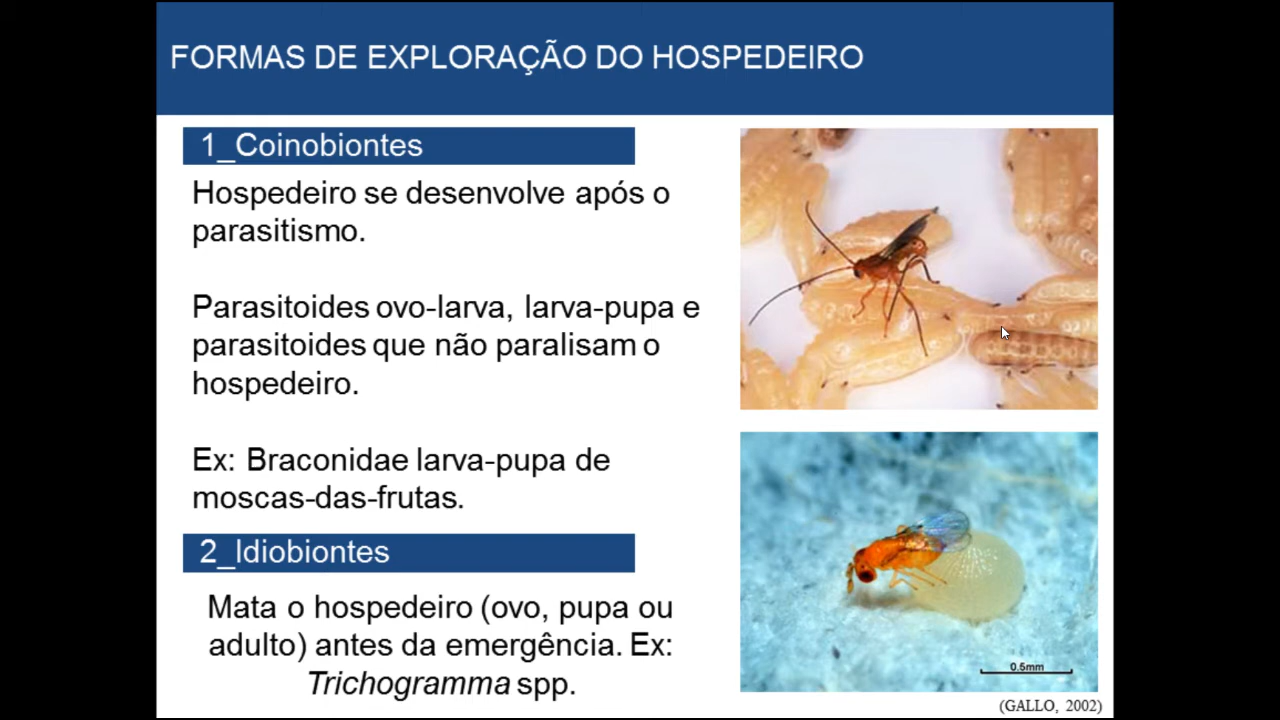 FORMAS DE EXPLORAÇÃO DO HOSPEDEIRO
1_Coinobiontes
Hospedeiro se desenvolve após o
parasitismo.
Parasitoides ovo-larva, larva-pupa e
parasitoides que não paralisam o
hospedeiro.
Ex: Braconidae larva-pupa de
moscas-das-frutas.
2_Idiobiontes
Mata o hospedeiro (ovo, pupa ou
adulto) antes da emergência. Ex:
Trichogramma spp.
0.5mm
(GALLO, 2002)